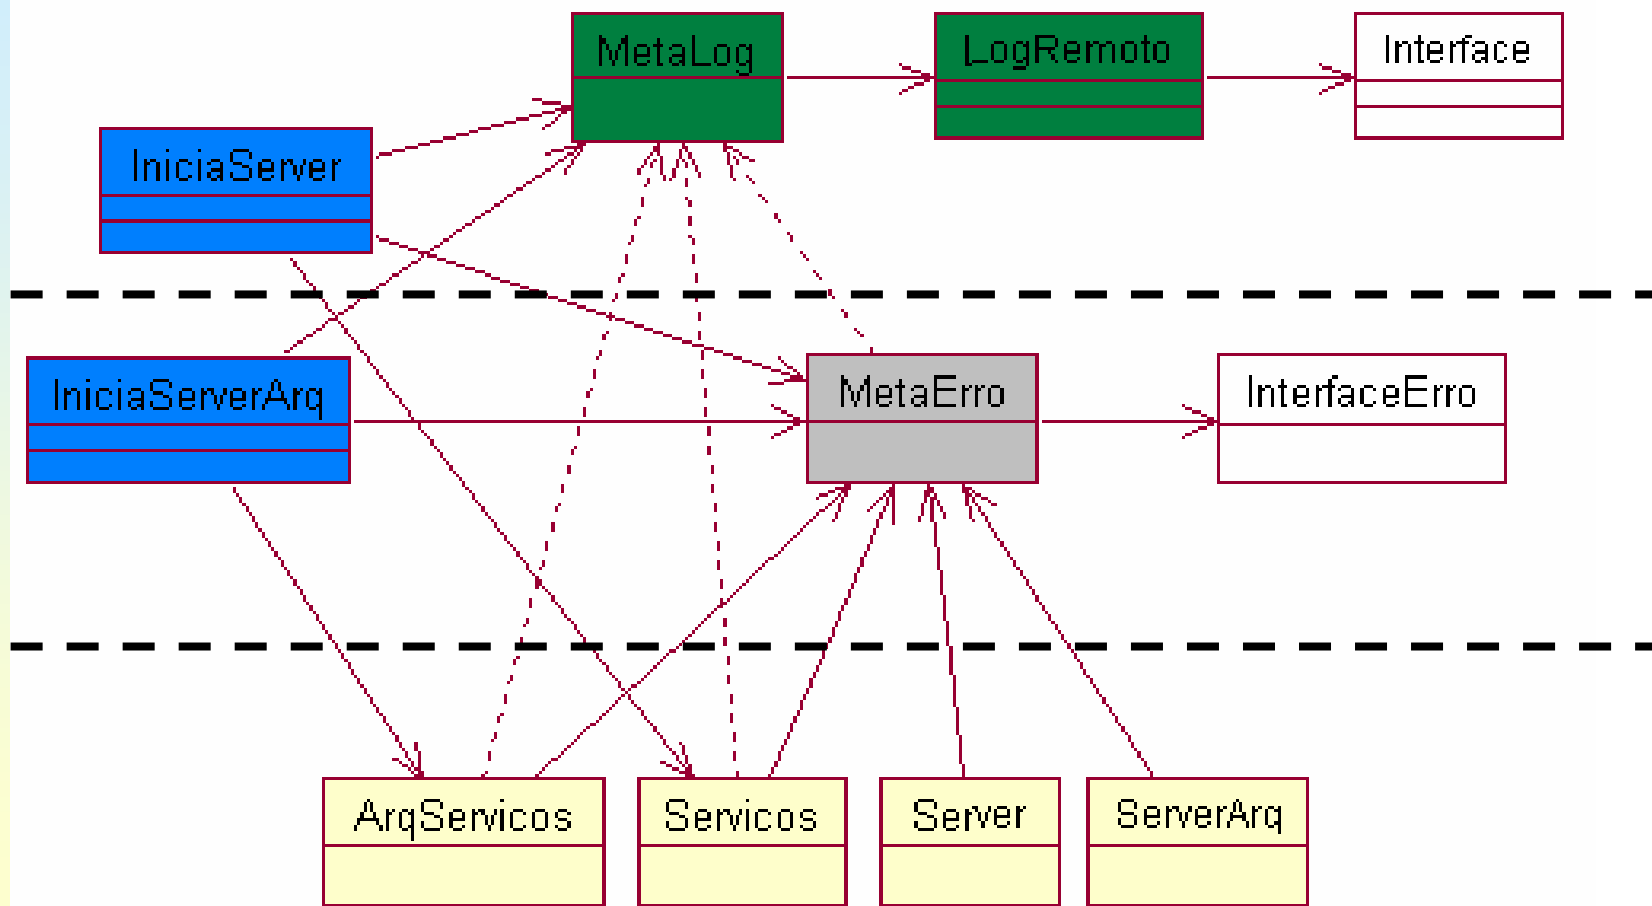 MetaLog
LogRemoto
Interface
IniciaServer
IniciaServerArq
MetaErro
InterfaceErro
ArqServicos
Servicos
Server
ServerArq